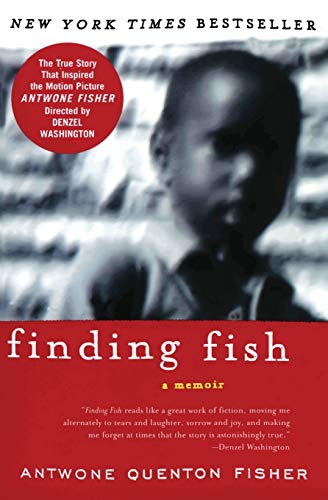 NEW YORK TIMES BESTSELLER
The True Story
That Inspired
the Motion Picture
ANTWONE FISHER
Directed by
DENZEL
WASHINGTON
finding fish
a memoir
"Finding Fish reads like a great work of fiction, moving me
alternately to tears and laughter, sorrow and joy, and making
me forget at times that the story is astonishingly true."
—Denzel Washington
ANTWONE QUENTON FISHER